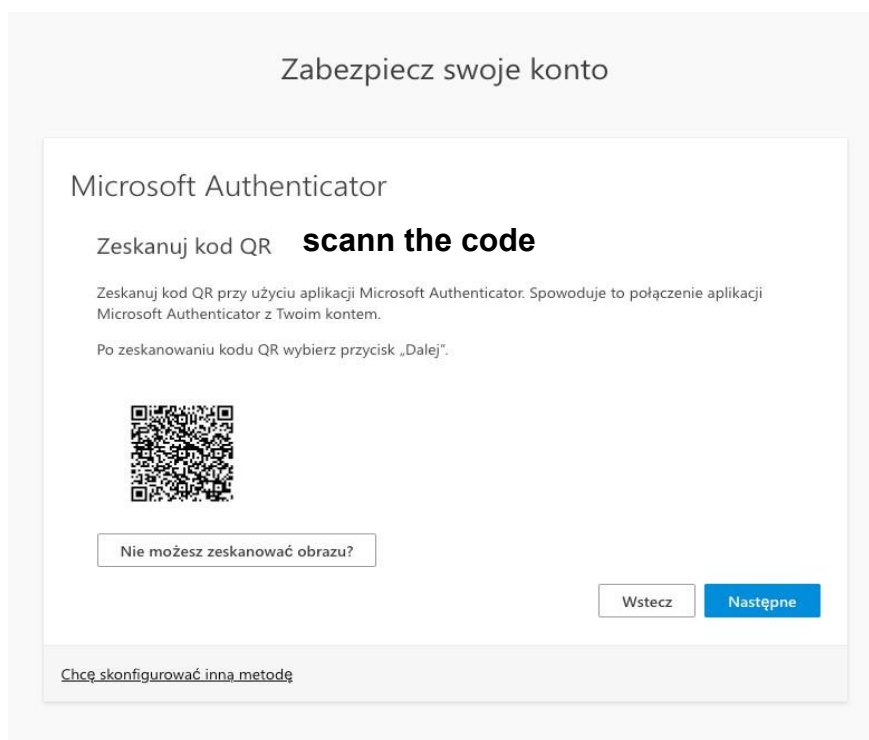 Zabezpiecz swoje konto
Microsoft Authenticator
Zeskanuj kod QR scann the code
Zeskanuj kod QR przy użyciu aplikacji Microsoft Authenticator. Spowoduje to połączenie aplikacji
Microsoft Authenticator z Twoim kontem.
Po zeskanowaniu kodu QR wybierz przycisk „Dalej”.
Nie możesz zeskanować obrazu?
Wstecz Następne
Chcę skonfigurować inną metodę